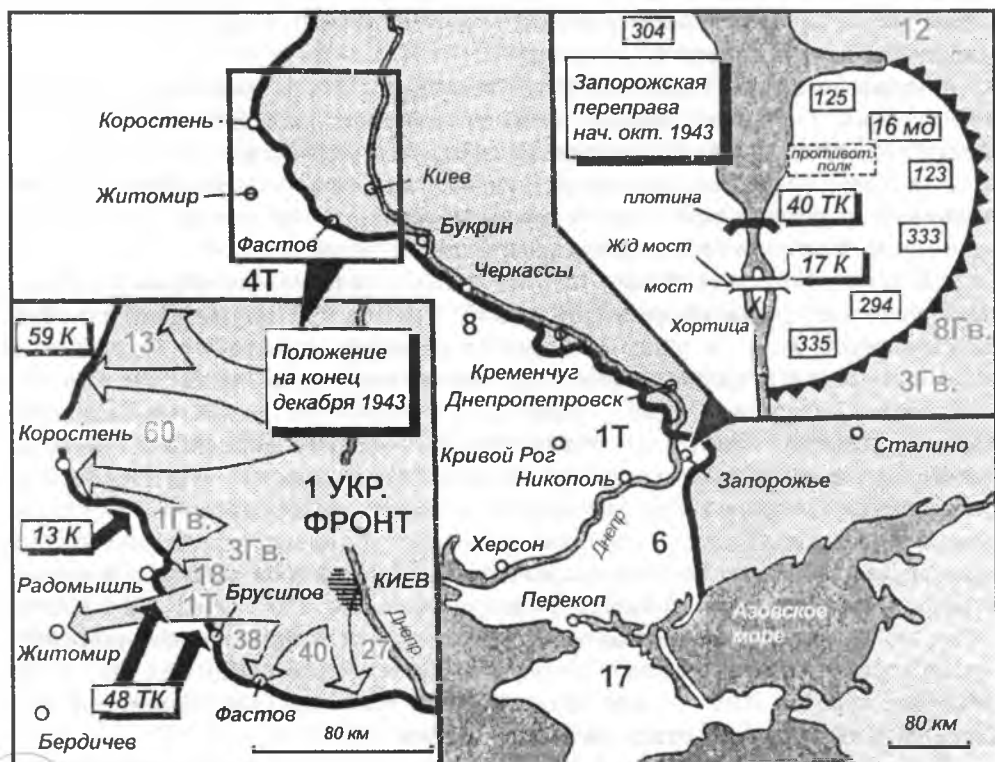 Коростень
Житомир
Киев
Фастов
Букрин
4Т
Черкассы
8
Кременчуг
Днепропетровск
1Т
Кривой Рог
Никополь
Запорожье
Сталино
Херсон
Днепр
6
Перекоп
Азовское
море
17
80 км
304
12
Запорожская
переправа
нач. окт. 1943
125
16 мд
противот.
полк
123
плотина
40 ТК
333
Ж/д мост
17 К
мост
294
Хортица
335
8Гв.
3Гв.
59 К
13
Положение
на конец
декабря 1943
Коростень
60
1 УКР.
ФРОНТ
13 К
1Гв.
3Гв.
Радомышль
18
1Т
Брусилов
КИЕВ
Житомир
38
40
27
Днепр
48 ТК
Фастов
Бердичев
80 км